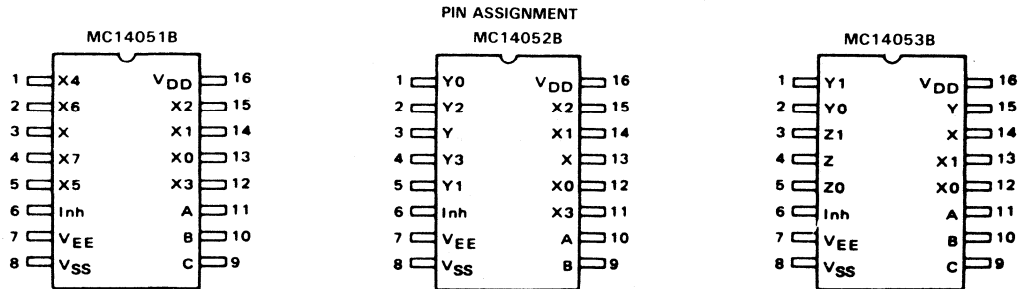 PIN ASSIGNMENT
MC14051B
1 X4 VDD 16
2 X6 X2 15
3 X X1 14
4 X7 X0 13
5 X5 X3 12
6 Inh A 11
7 VEE B 10
8 VSS C 9
MC14052B
1 Y0 VDD 16
2 Y2 X2 15
3 Y X1 14
4 Y3 X 13
5 Y1 X0 12
6 Inh X3 11
7 VEE A 10
8 VSS B 9
MC14053B
1 Y1 VDD 16
2 Y0 Y 15
3 Z1 X 14
4 Z X1 13
5 Z0 X0 12
6 Inh A 11
7 VEE B 10
8 VSS C 9